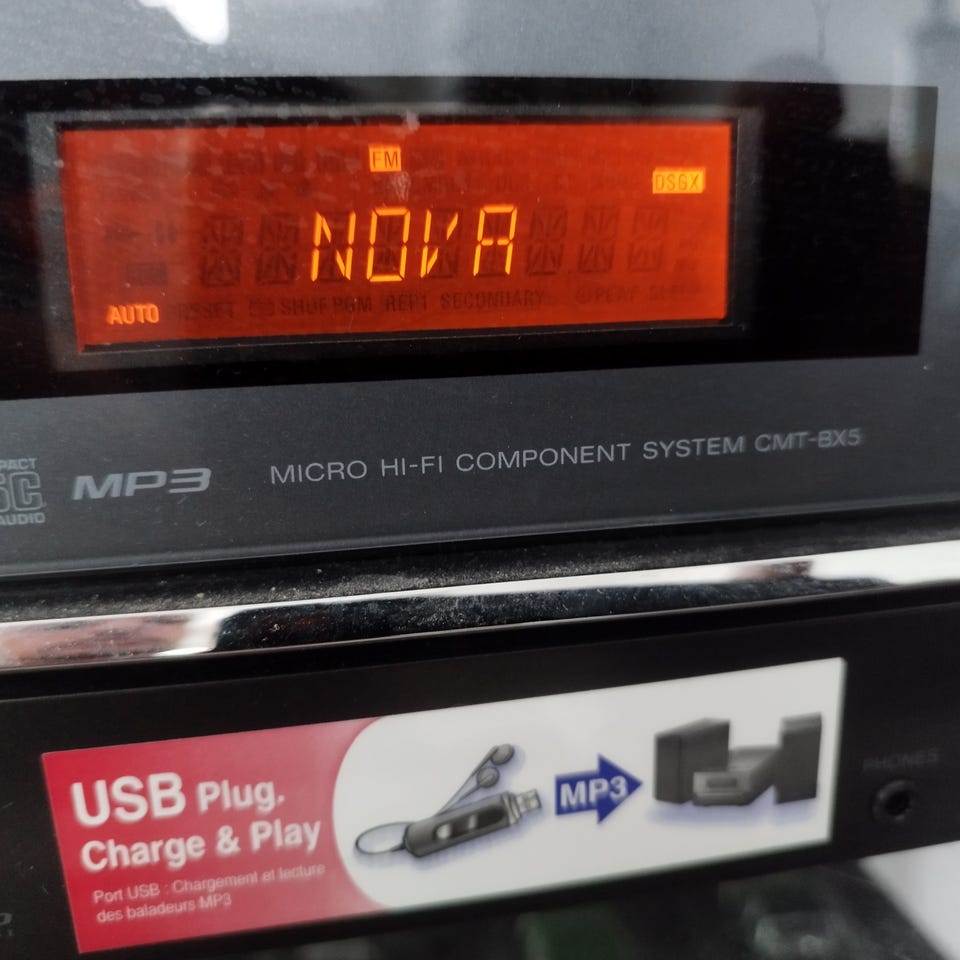 FM
DSGX
NOVA
AUTO PRESET SHUF PGM REP1 SECONDARY
MP3 MICRO HI-FI COMPONENT SYSTEM CMT-BX5
AUDIO
USB Plug,
Charge & Play
Port USB : Chargement et lecture
des baladeurs MP3
MP3
PHONES